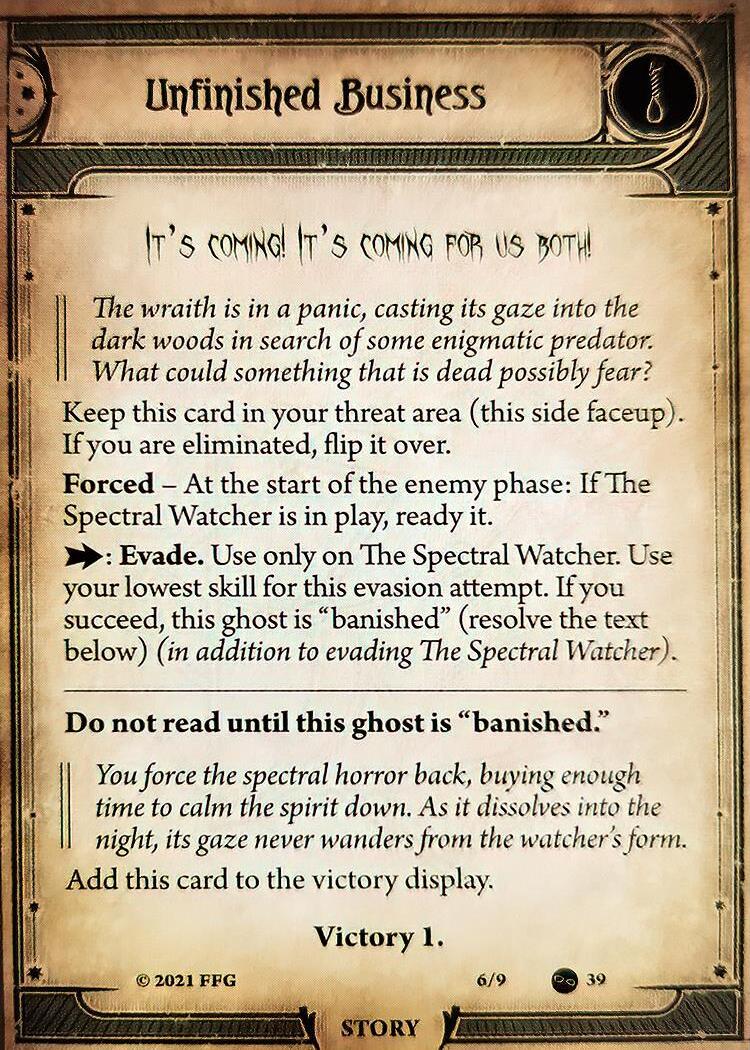 Unfinished Business
It's coming! It's coming for us both!
The wraith is in a panic, casting its gaze into the
dark woods in search of some enigmatic predator.
What could something that is dead possibly fear?
Keep this card in your threat area (this side faceup).
If you are eliminated, flip it over.
Forced – At the start of the enemy phase: If The
Spectral Watcher is in play, ready it.
: Evade. Use only on The Spectral Watcher. Use
your lowest skill for this evasion attempt. If you
succeed, this ghost is “banished” (resolve the text
below) (in addition to evading The Spectral Watcher).
Do not read until this ghost is “banished.”
You force the spectral horror back, buying enough
time to calm the spirit down. As it dissolves into the
night, its gaze never wanders from the watcher's form.
Add this card to the victory display.
Victory 1.
© 2021 FFG 6/9 39
STORY